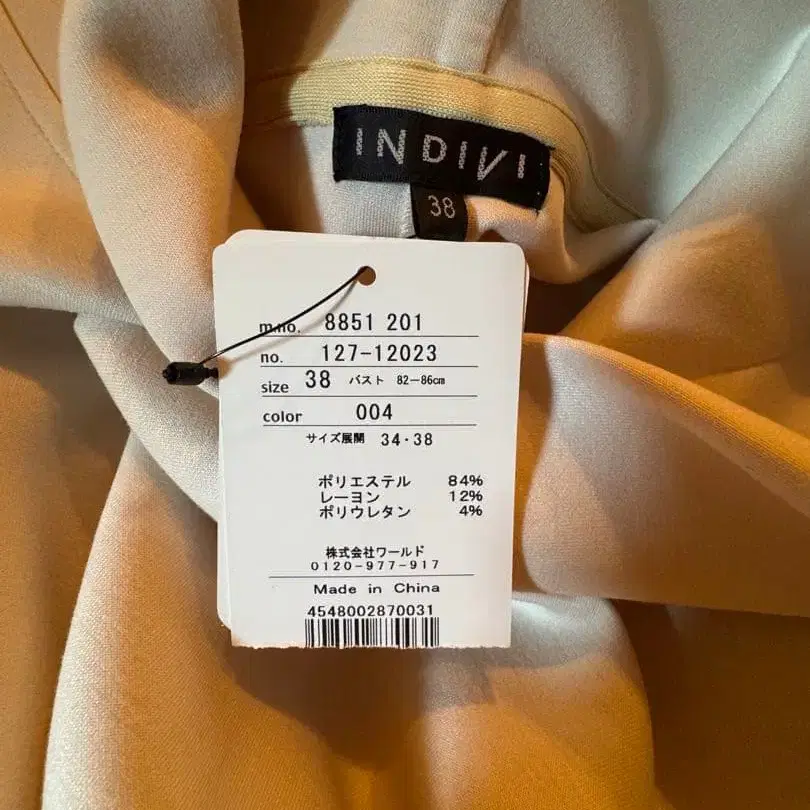 INDIVI
38
m.no. 8851 201
no. 127-12023
size 38 バスト 82-86cm
color 004
サイズ展開 34・38
ポリエステル 84%
レーヨン 12%
ポリウレタン 4%
株式会社ワールド
0120-977-917
Made in China
4548002870031